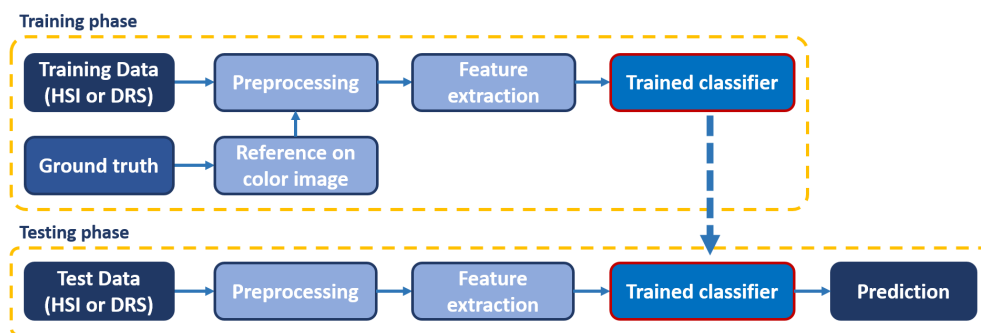 Training phase
Training Data
(HSI or DRS)
Preprocessing
Feature
extraction
Trained classifier
Ground truth
Reference on
color image
Testing phase
Test Data
(HSI or DRS)
Preprocessing
Feature
extraction
Trained classifier
Prediction